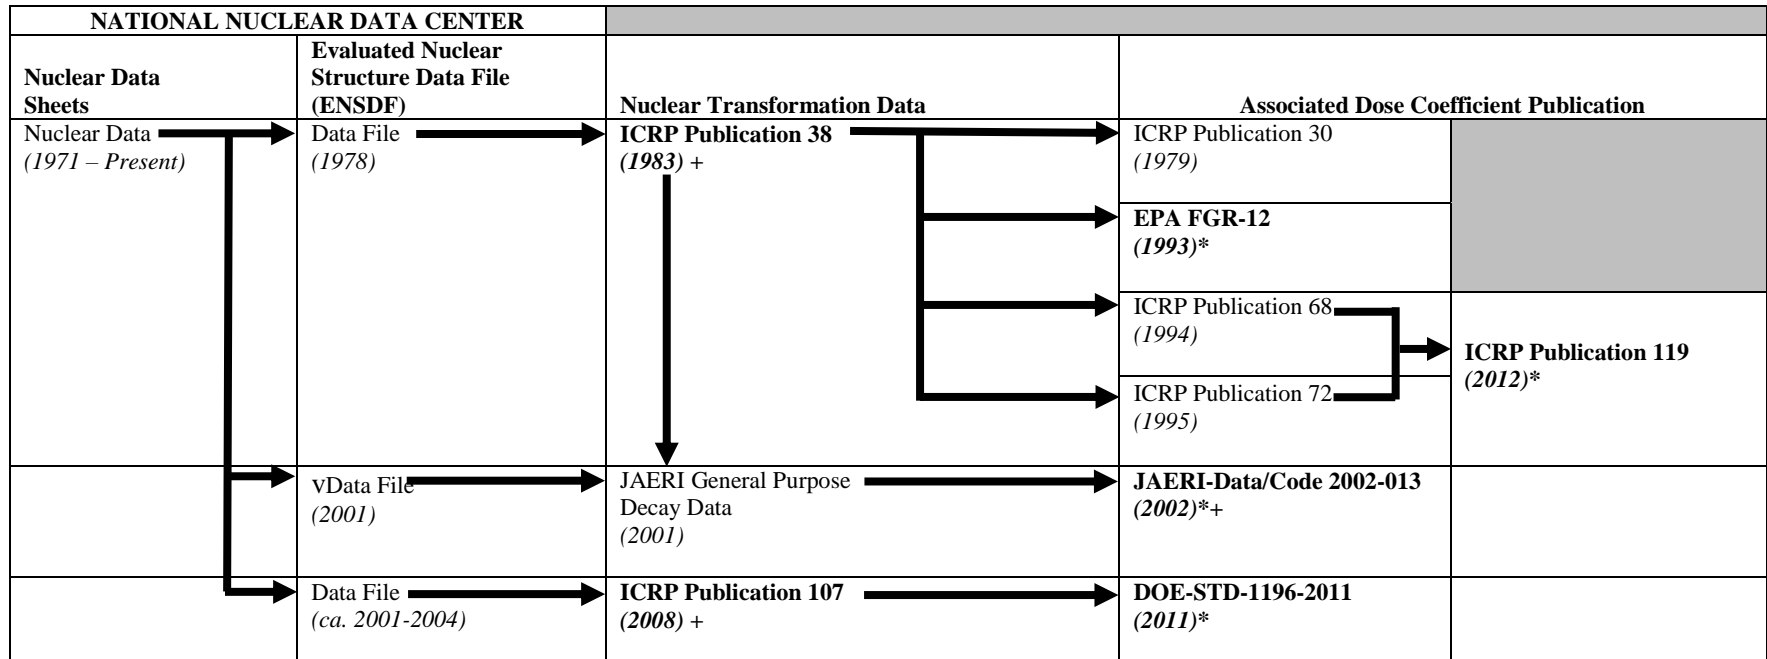 NATIONAL NUCLEAR DATA CENTER
Nuclear Data
Sheets
Evaluated Nuclear
Structure Data File
(ENSDF)
Nuclear Transformation Data
Associated Dose Coefficient Publication
Nuclear Data
(1971 – Present)
Data File
(1978)
ICRP Publication 38
(1983) +
ICRP Publication 30
(1979)
EPA FGR-12
(1993)*
ICRP Publication 68
(1994)
ICRP Publication 72
(1995)
ICRP Publication 119
(2012)*
vData File
(2001)
JAERI General Purpose
Decay Data
(2001)
JAERI-Data/Code 2002-013
(2002)*+
Data File
(ca. 2001-2004)
ICRP Publication 107
(2008) +
DOE-STD-1196-2011
(2011)*